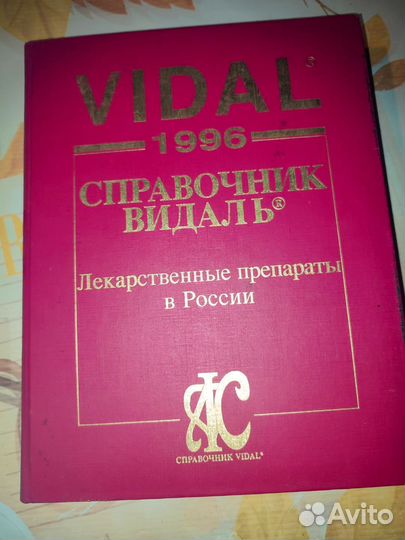 VIDAL®
1996
СПРАВОЧНИК
ВИДАЛЬ®
Лекарственные препараты
в России
АС
СПРАВОЧНИК VIDAL®
Avito